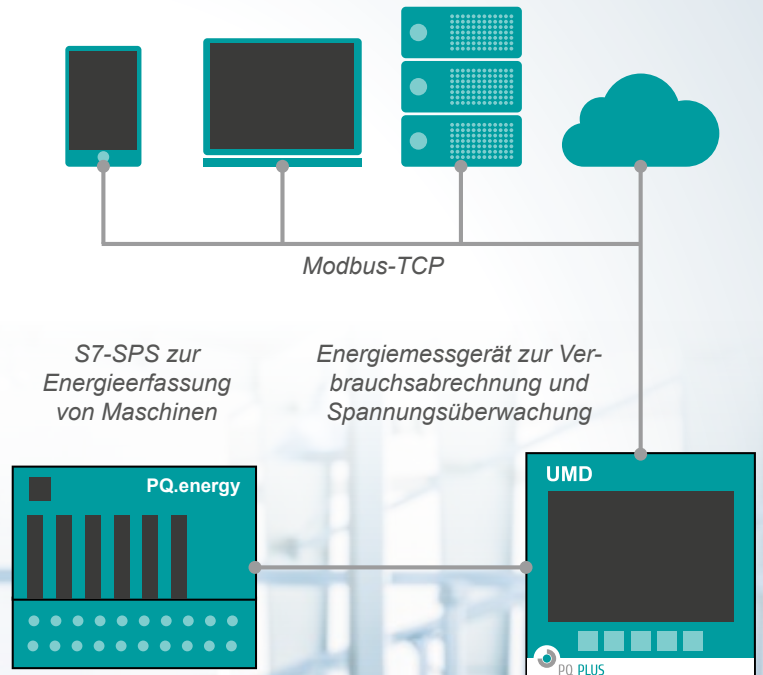 Modbus-TCP
S7-SPS zur
Energieerfassung
von Maschinen
Energiemessgerät zur Ver-
brauchsabrechnung und
Spannungsüberwachung
PQ.energy
UMD
PQ PLUS